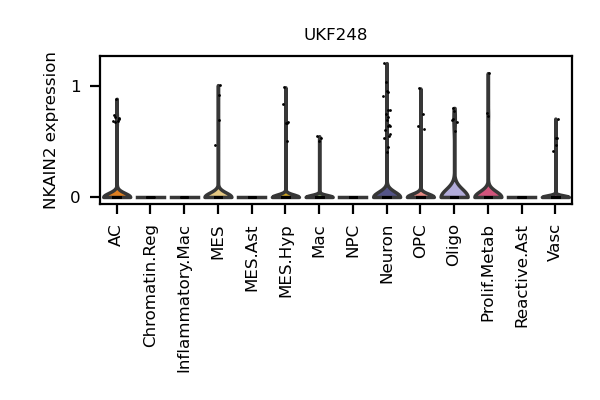 UKF248
NKAIN2 expression
1
0
AC
Chromatin.Reg
Inflammatory.Mac
MES
MES.Ast
MES.Hyp
Mac
NPC
Neuron
OPC
Oligo
Prolif.Metab
Reactive.Ast
Vasc